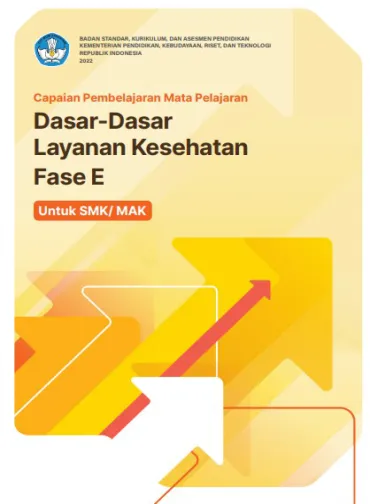 BADAN STANDAR, KURIKULUM, DAN ASESMEN PENDIDIKAN
KEMENTERIAN PENDIDIKAN, KEBUDAYAAN, RISET, DAN TEKNOLOGI
REPUBLIK INDONESIA
2022
Capaian Pembelajaran Mata Pelajaran
Dasar-Dasar
Layanan Kesehatan
Fase E
Untuk SMK/ MAK